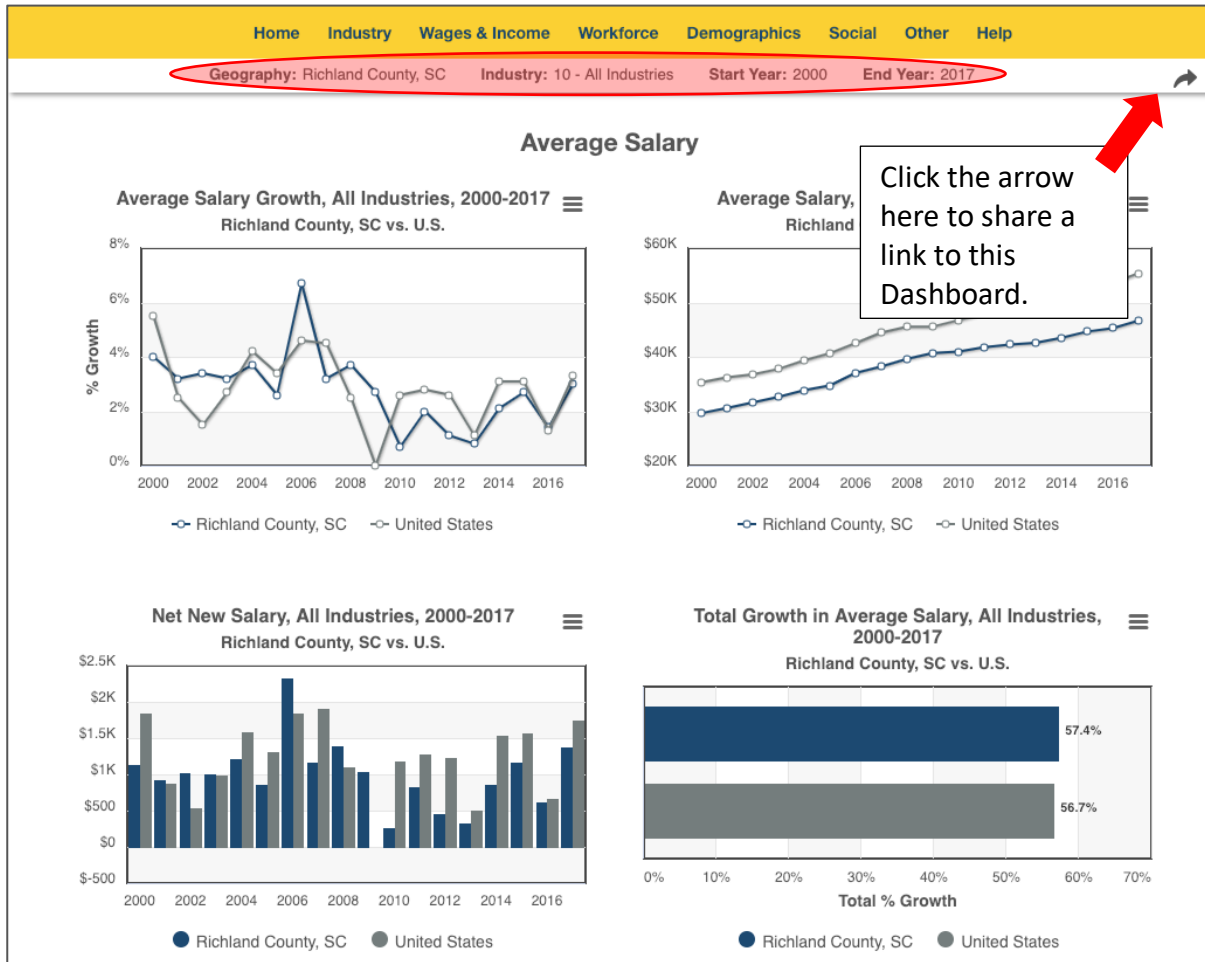 Home Industry Wages & Income Workforce Demographics Social Other Help
Geography: Richland County, SC Industry: 10 - All Industries Start Year: 2000 End Year: 2017
Average Salary
Click the arrow
here to share a
link to this
Dashboard.
Average Salary Growth, All Industries, 2000-2017
Richland County, SC vs. U.S.
8%
6%
4%
2%
0%
% Growth
2000 2002 2004 2006 2008 2010 2012 2014 2016
Richland County, SC United States
Average Salary,
Richland
$60K
$50K
$40K
$30K
$20K
2000 2002 2004 2006 2008 2010 2012 2014 2016
Richland County, SC United States
Net New Salary, All Industries, 2000-2017
Richland County, SC vs. U.S.
$2.5K
$2K
$1.5K
$1K
$500
$0
$-500
2000 2002 2004 2006 2008 2010 2012 2014 2016
Richland County, SC United States
Total Growth in Average Salary, All Industries,
2000-2017
Richland County, SC vs. U.S.
57.4%
56.7%
0% 10% 20% 30% 40% 50% 60% 70%
Total % Growth
Richland County, SC United States